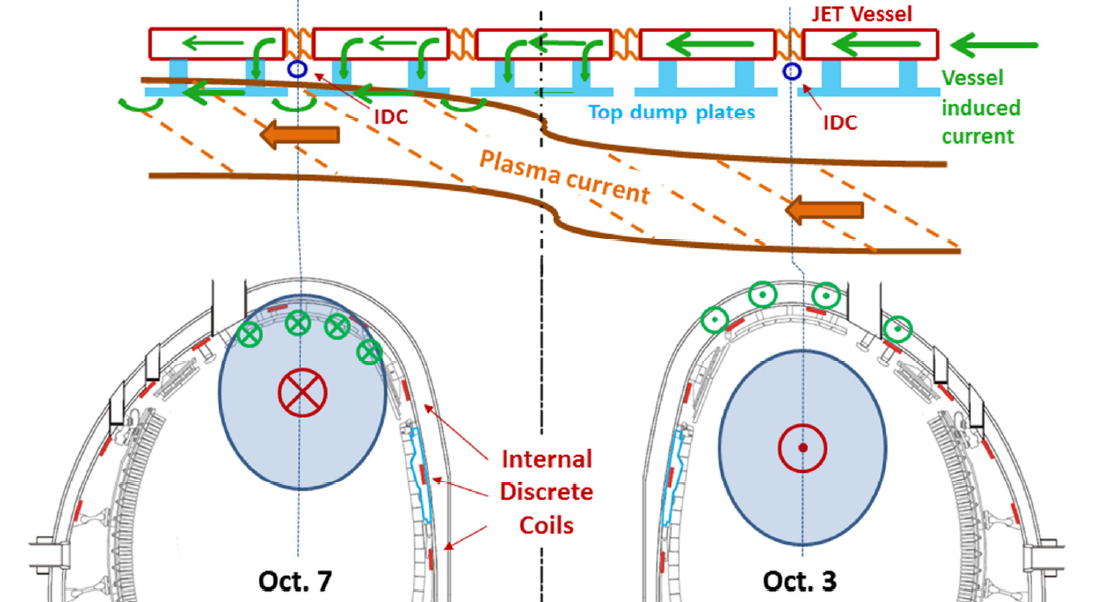 JET Vessel
Vessel
induced
current
IDC
Top dump plates
IDC
Plasma current
Internal
Discrete
Coils
Oct. 7
Oct. 3